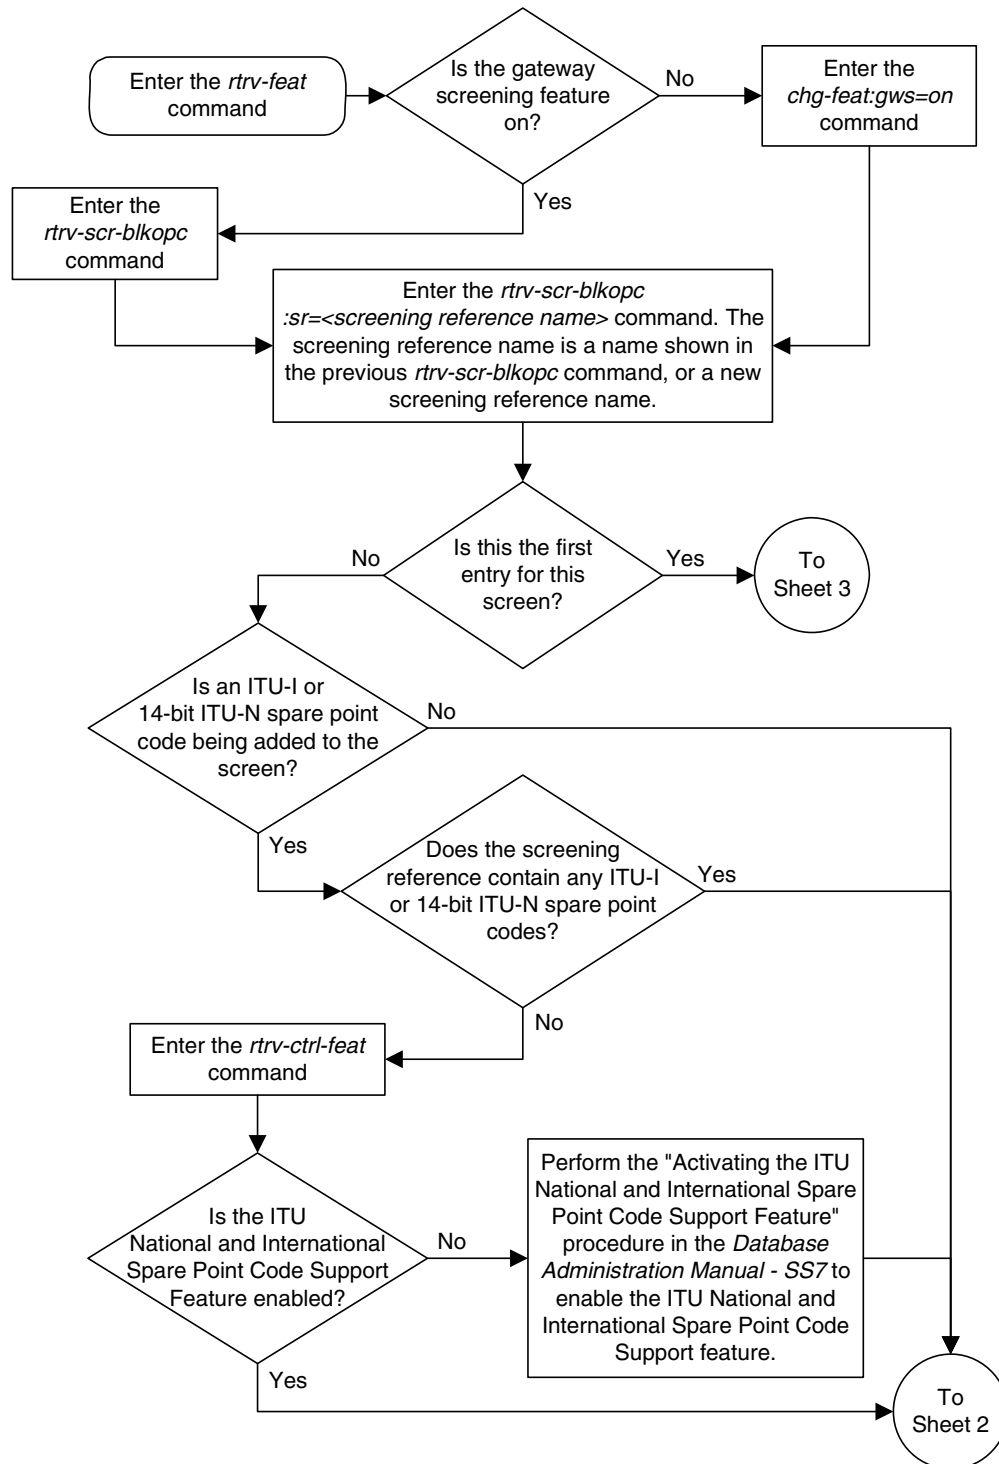 Enter the rtrv-feat
command
Is the gateway
screening feature
on?
No
Enter the
chg-feat:gws=on
command
Yes
Enter the
rtrv-scr-blkopc
command
Enter the rtrv-scr-blkopc
:sr=<screening reference name> command. The
screening reference name is a name shown in
the previous rtrv-scr-blkopc command, or a new
screening reference name.
No
Is this the first
entry for this
screen?
Yes
To
Sheet 3
Is an ITU-I or
14-bit ITU-N spare point
code being added to the
screen?
No
Yes
Does the screening
reference contain any ITU-I
or 14-bit ITU-N spare point
codes?
Yes
No
Enter the rtrv-ctrl-feat
command
Is the ITU
National and International
Spare Point Code Support
Feature enabled?
No
Perform the "Activating the ITU
National and International Spare
Point Code Support Feature"
procedure in the Database
Administration Manual - SS7 to
enable the ITU National and
International Spare Point Code
Support feature.
Yes
To
Sheet 2